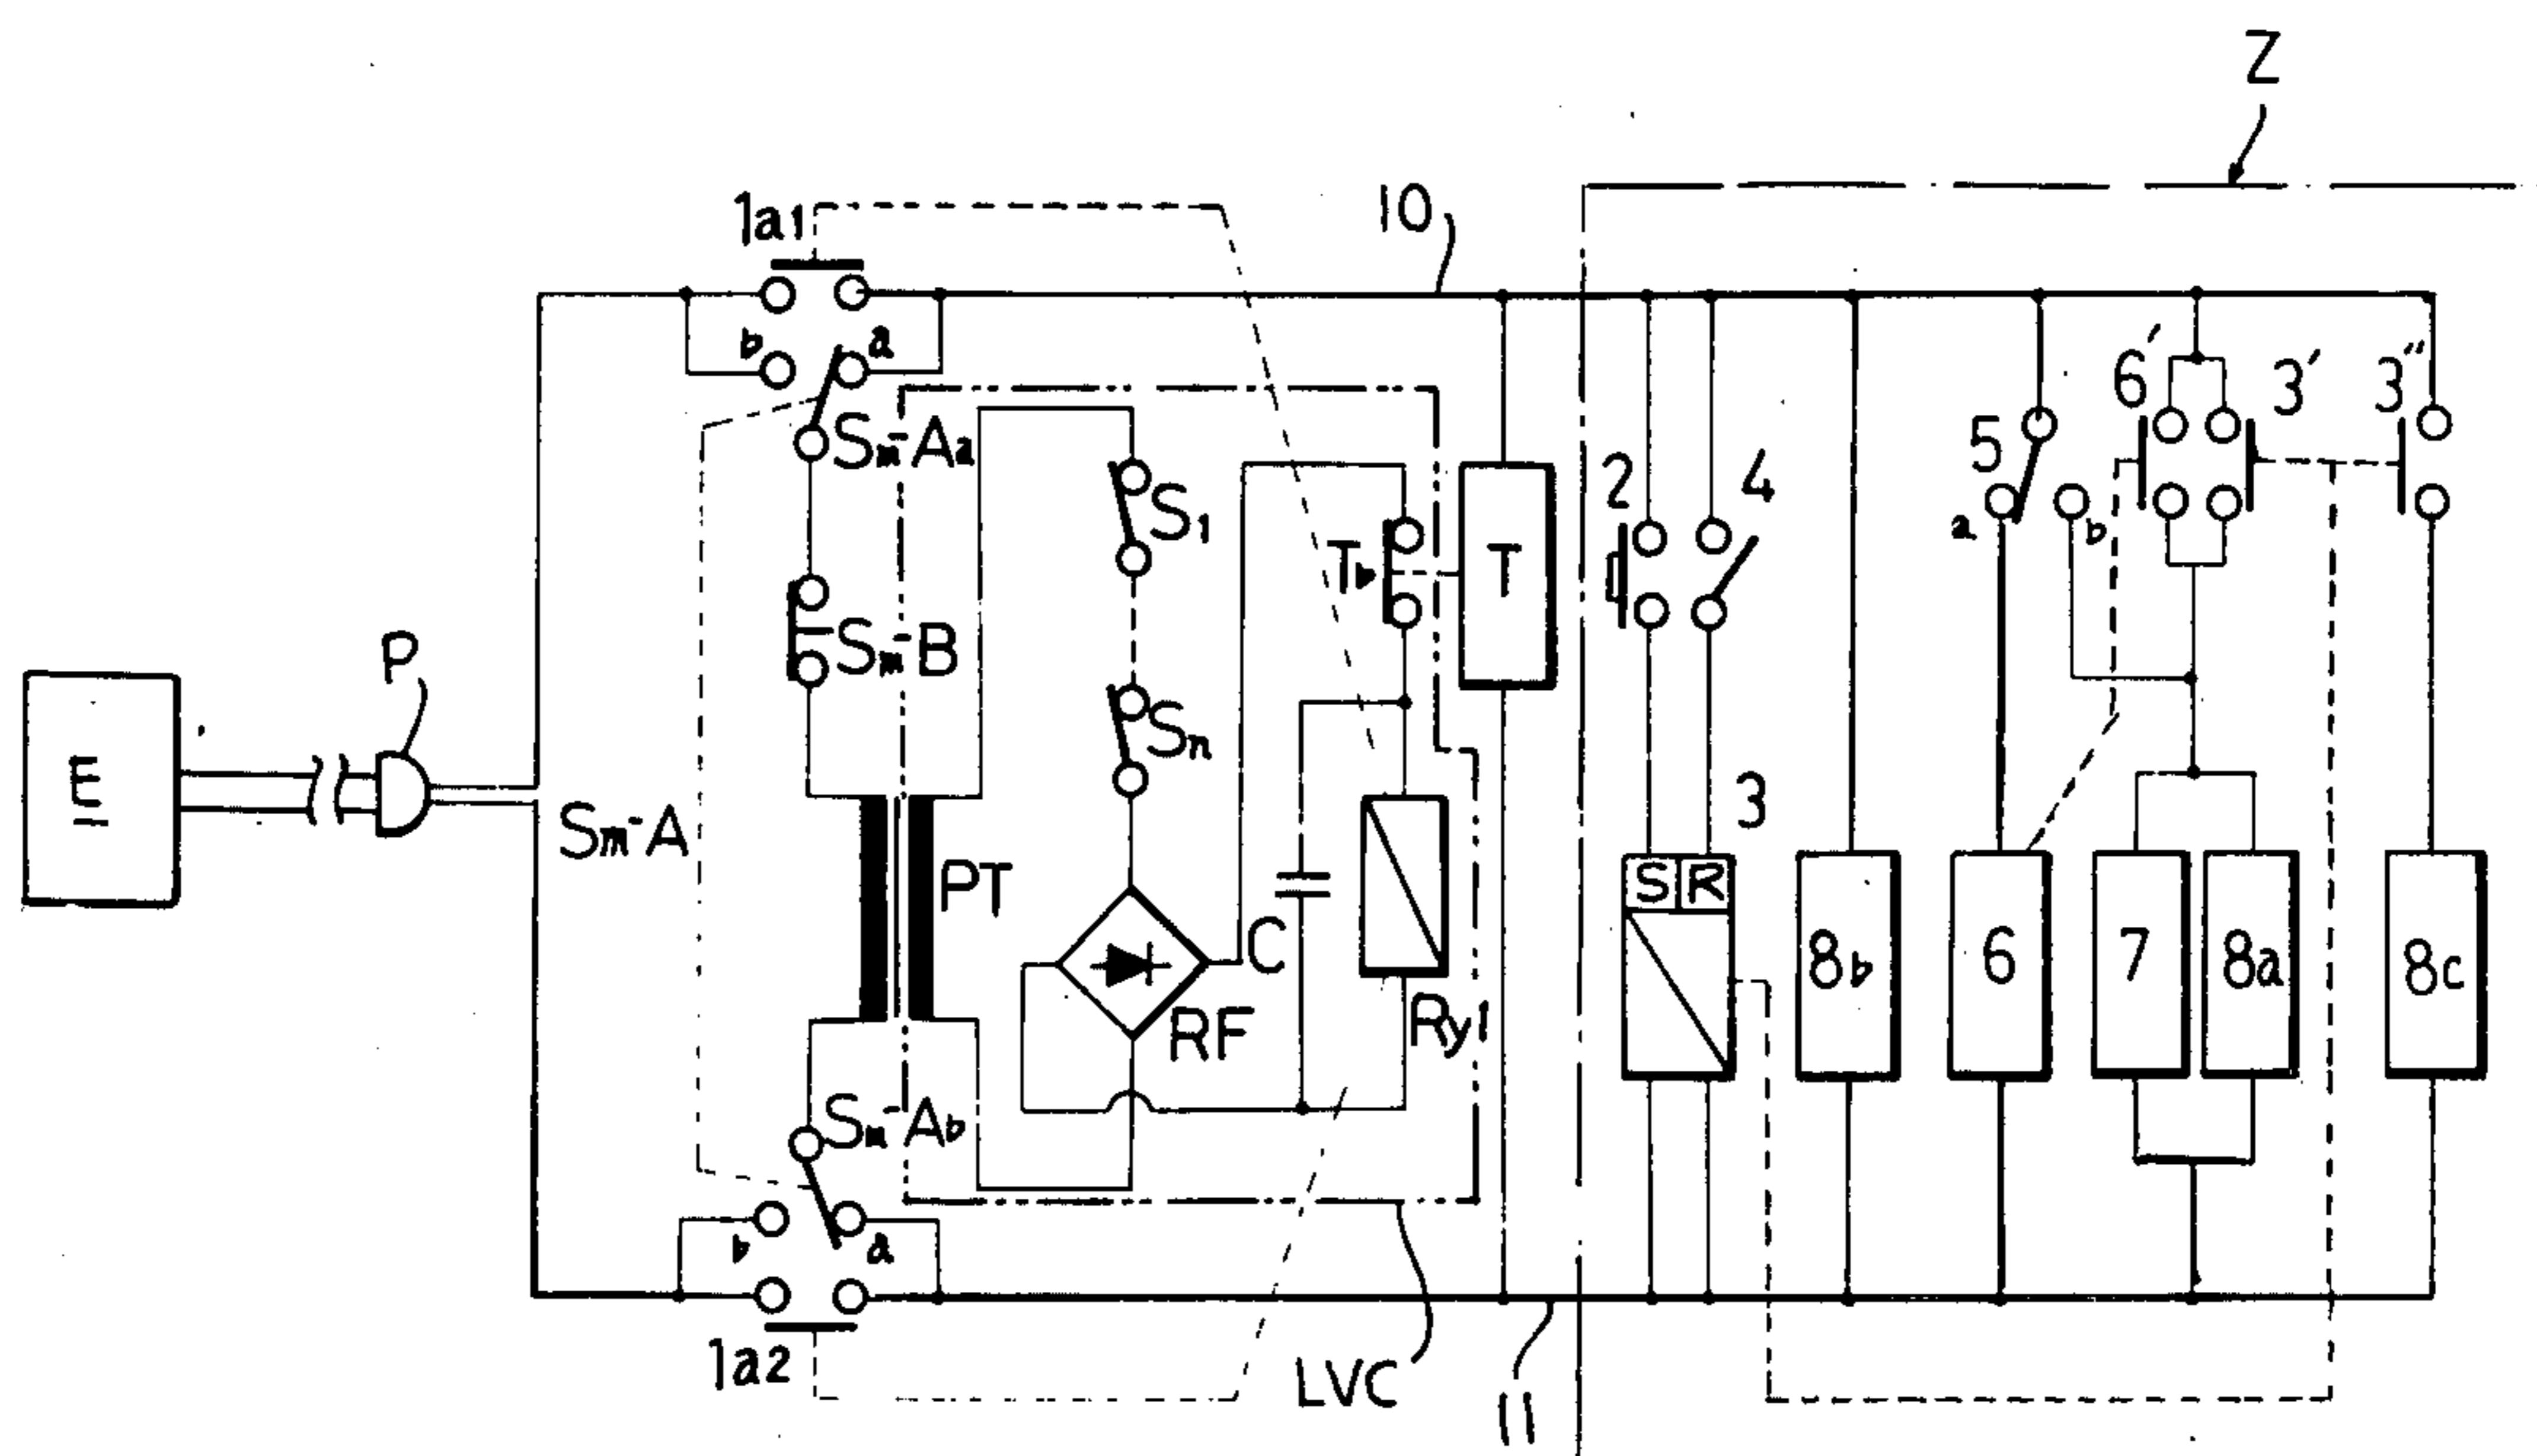 Z
10
1a1
b
a
Sm-Aa
6'
3'
3"
5
a
b
2
4
S1
Tb
T
Sm-B
P
Sn
E
Sm-A
PT
3
S
R
C
8b
6
7
8a
8c
RF
Ry1
Sm-Ab
b
a
1a2
LVC
11